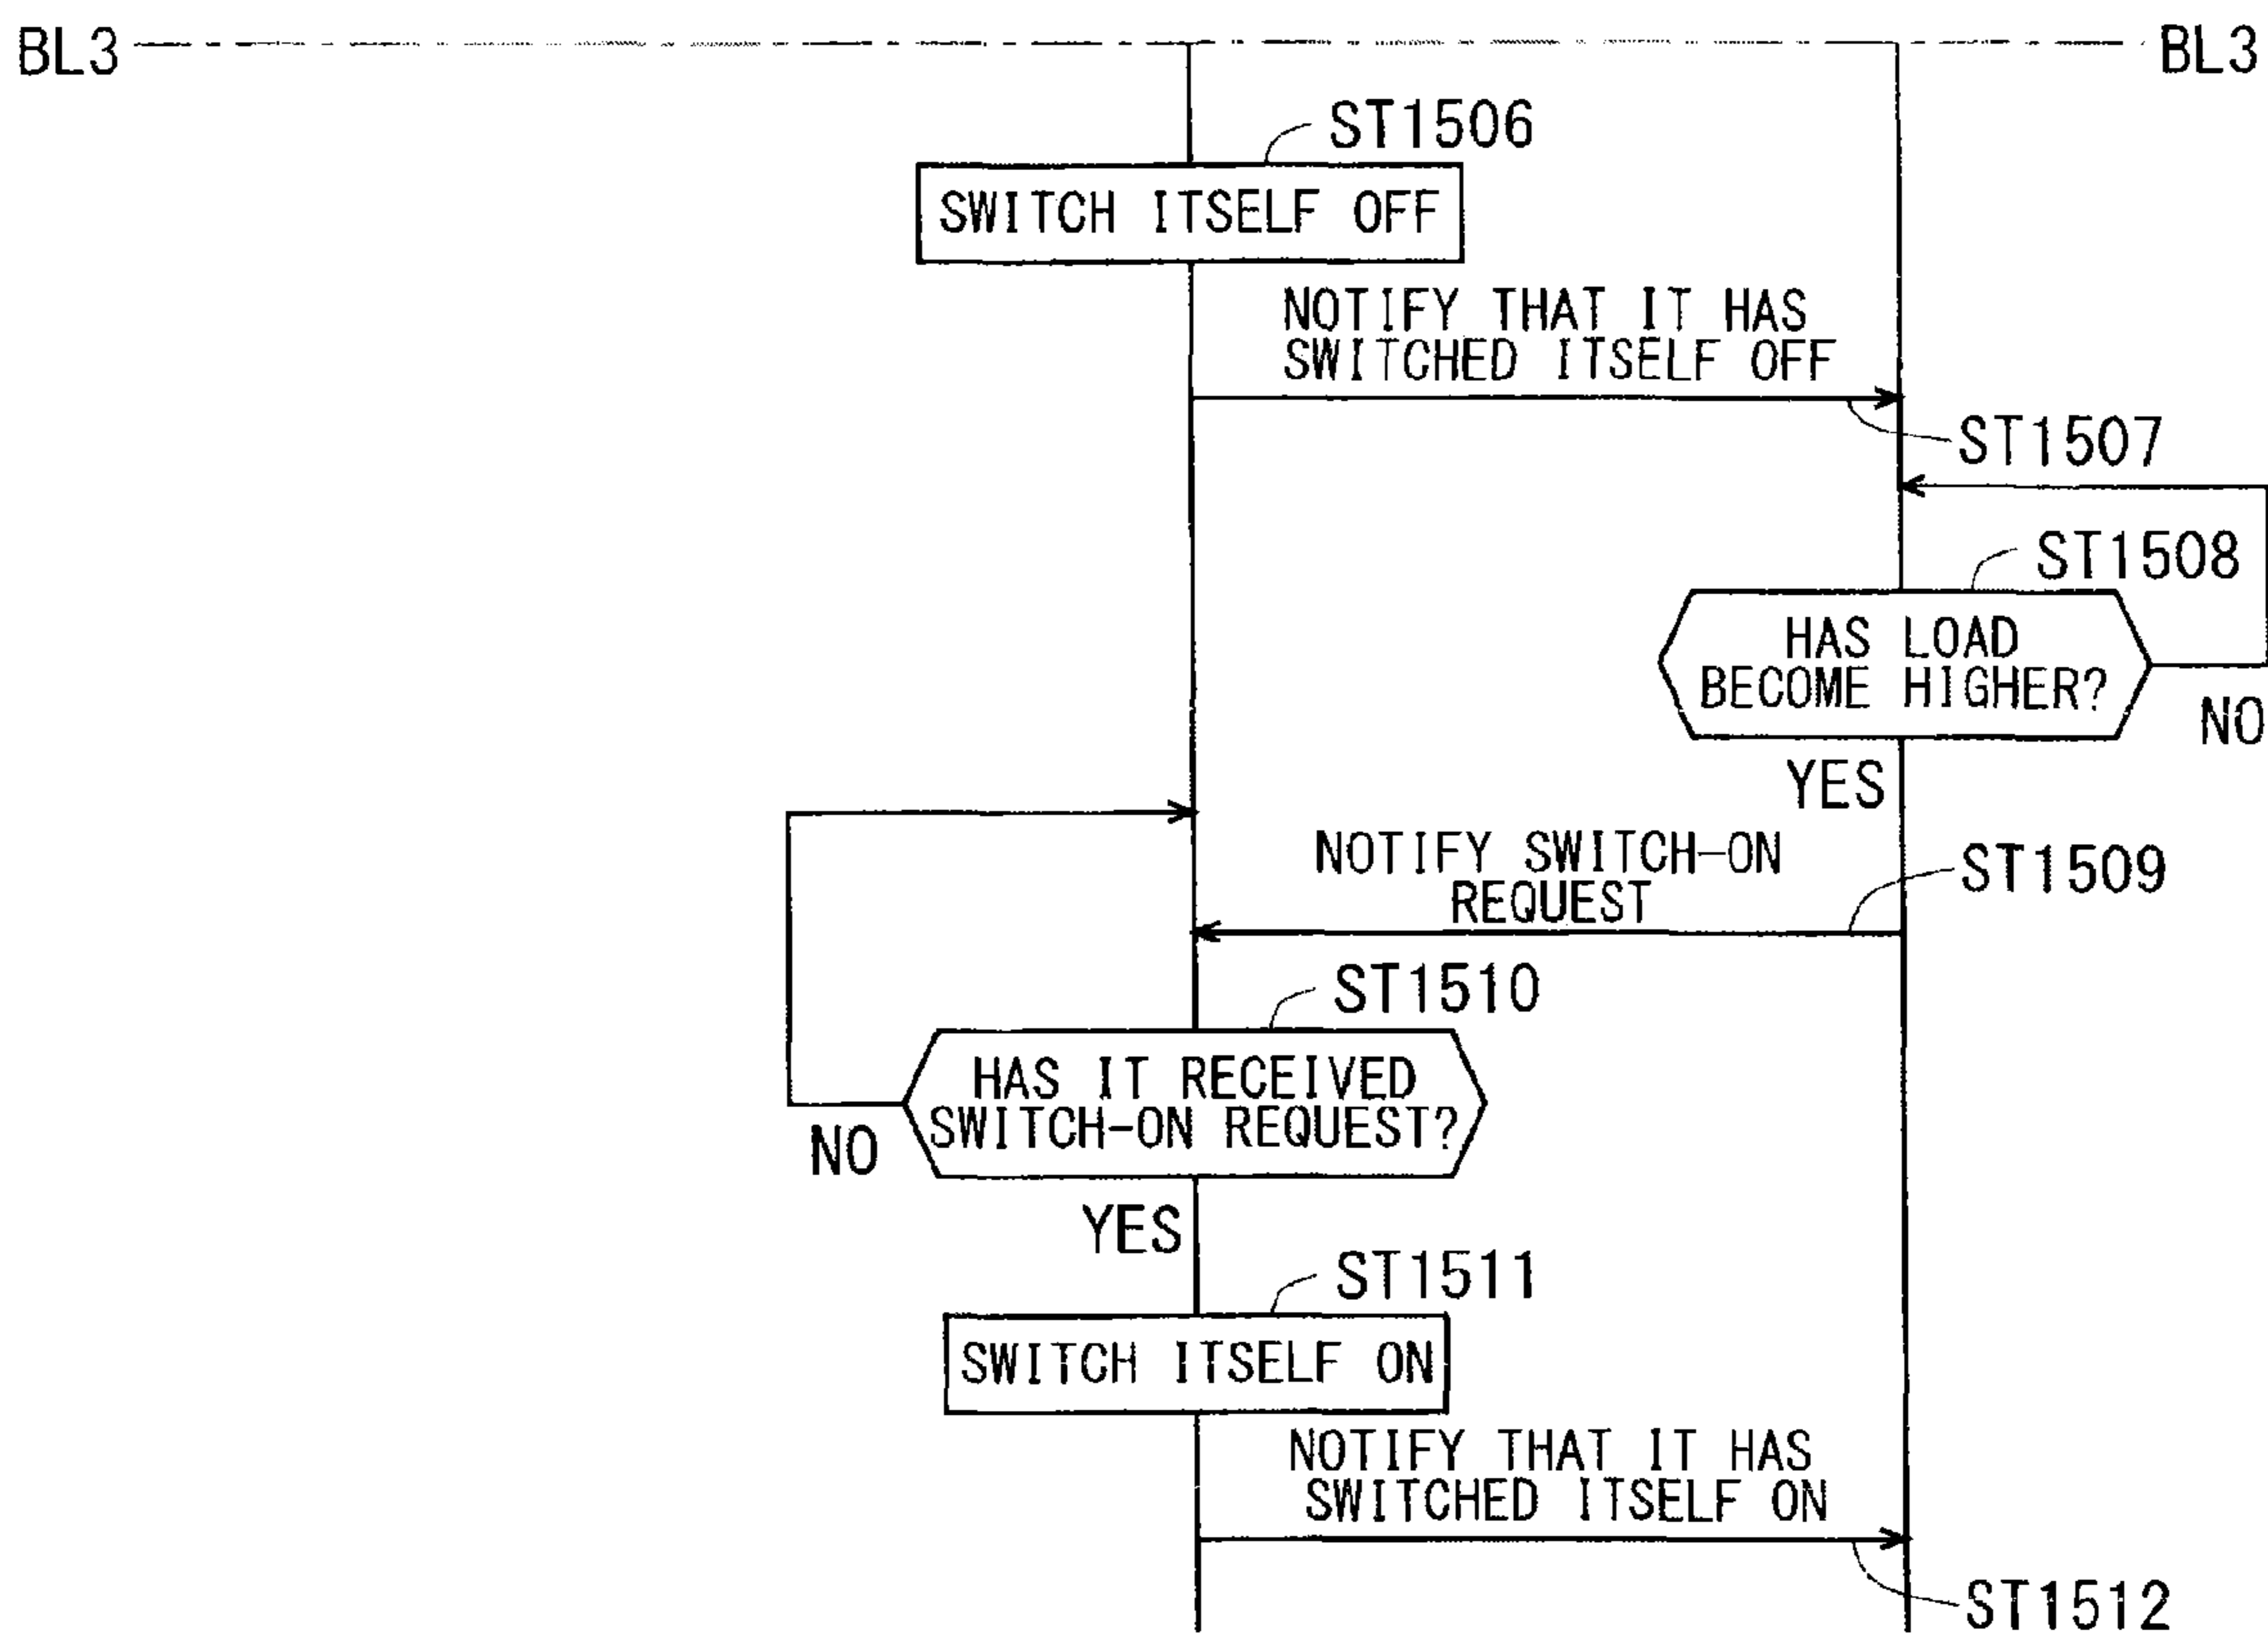 BL3
BL3
ST1506
SWITCH ITSELF OFF
NOTIFY THAT IT HAS
SWITCHED ITSELF OFF
ST1507
ST1508
HAS LOAD
BECOME HIGHER?
NO
YES
NOTIFY SWITCH-ON
REQUEST
ST1509
ST1510
HAS IT RECEIVED
SWITCH-ON REQUEST?
NO
YES
ST1511
SWITCH ITSELF ON
NOTIFY THAT IT HAS
SWITCHED ITSELF ON
ST1512